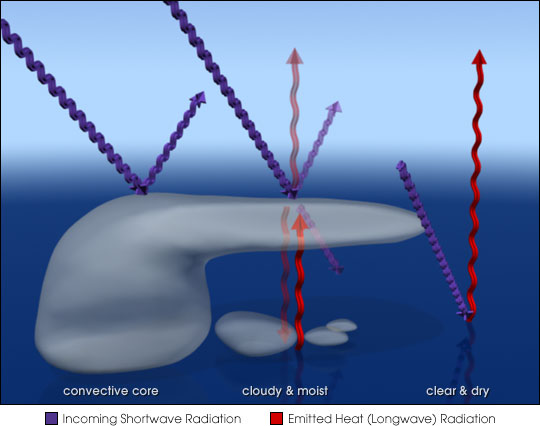 convective core
cloudy & moist
clear & dry
Incoming Shortwave Radiation
Emitted Heat (Longwave) Radiation